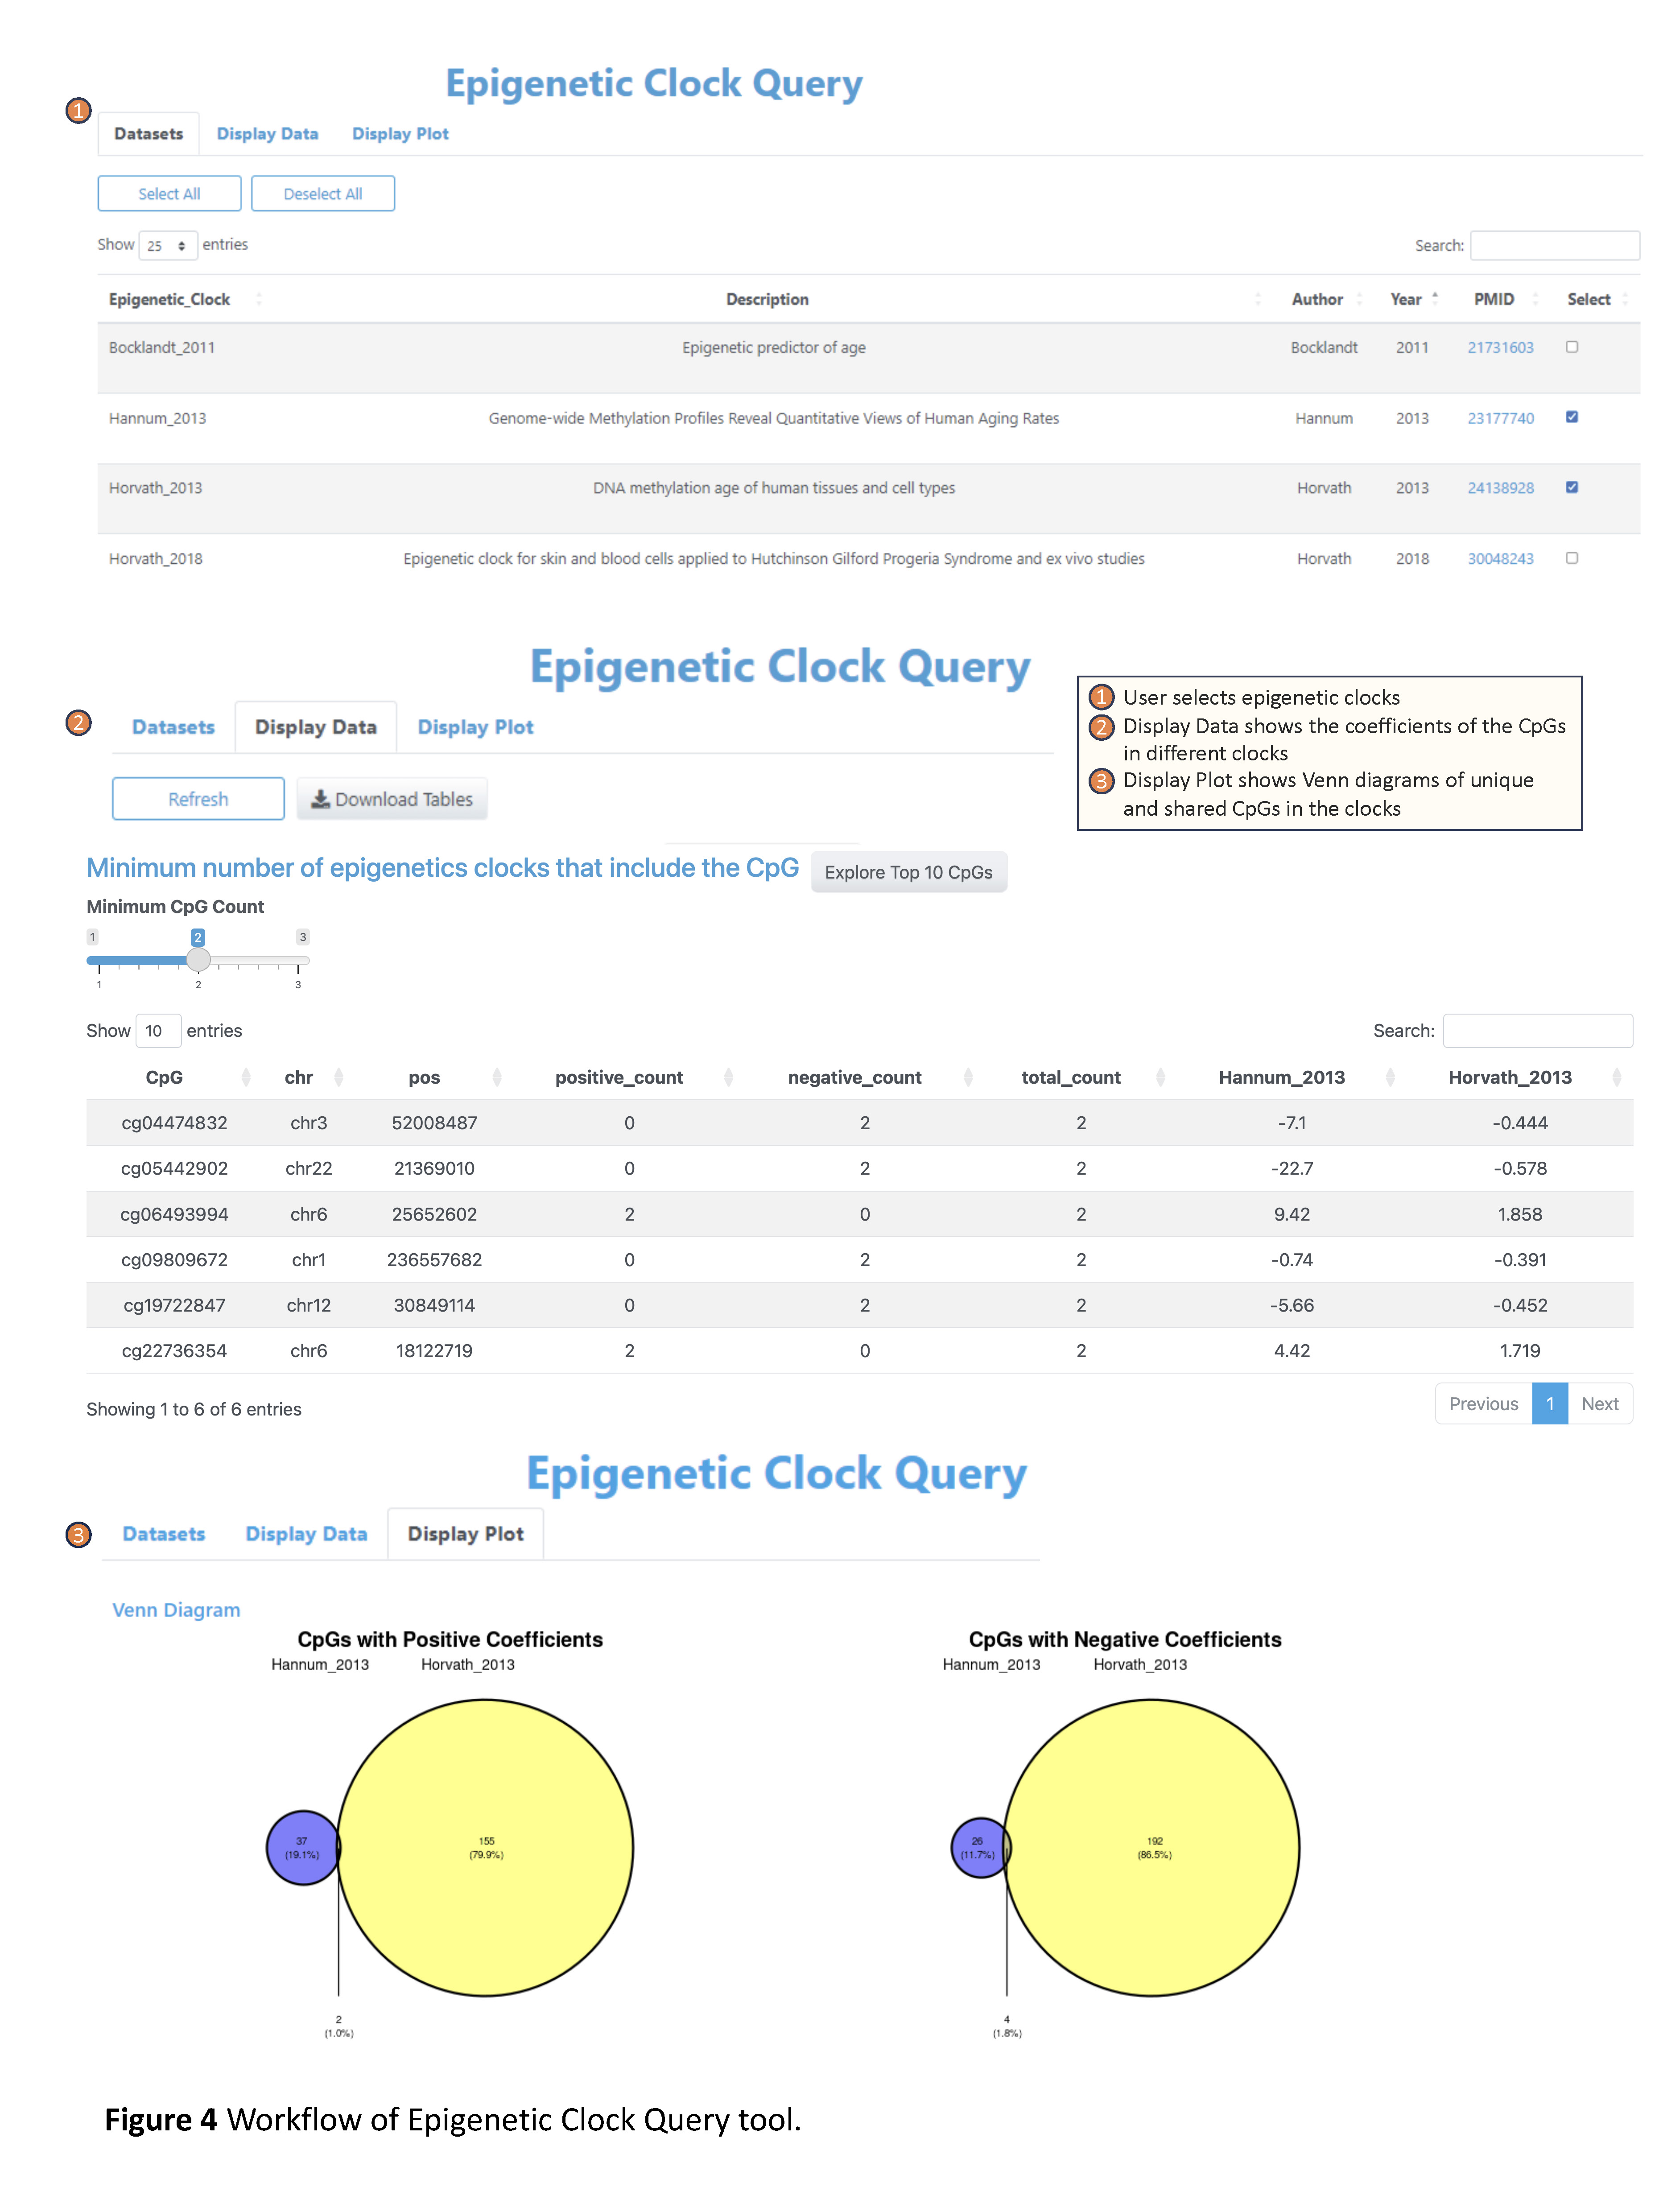 Epigenetic Clock Query
1
Datasets Display Data Display Plot
Select All Deselect All
Show 25 entries Search:
Epigenetic_Clock Description Author Year PMID Select
Bocklandt_2011 Epigenetic predictor of age Bocklandt 2011 21731603
Hannum_2013 Genome-wide Methylation Profiles Reveal Quantitative Views of Human Aging Rates Hannum 2013 23177740
Horvath_2013 DNA methylation age of human tissues and cell types Horvath 2013 24138928
Horvath_2018 Epigenetic clock for skin and blood cells applied to Hutchinson Gilford Progeria Syndrome and ex vivo studies Horvath 2018 30048243
Epigenetic Clock Query
1 User selects epigenetic clocks
2 Display Data shows the coefficients of the CpGs
in different clocks
3 Display Plot shows Venn diagrams of unique
and shared CpGs in the clocks
2
Datasets Display Data Display Plot
Refresh Download Tables
Minimum number of epigenetics clocks that include the CpG Explore Top 10 CpGs
Minimum CpG Count
1 2 3
1 2 3
Show 10 entries Search:
CpG chr pos positive_count negative_count total_count Hannum_2013 Horvath_2013
cg04474832 chr3 52008487 0 2 2 -7.1 -0.444
cg05442902 chr22 21369010 0 2 2 -22.7 -0.578
cg06493994 chr6 25652602 2 0 2 9.42 1.858
cg09809672 chr1 236557682 0 2 2 -0.74 -0.391
cg19722847 chr12 30849114 0 2 2 -5.66 -0.452
cg22736354 chr6 18122719 2 0 2 4.42 1.719
Showing 1 to 6 of 6 entries Previous 1 Next
Epigenetic Clock Query
3
Datasets Display Data Display Plot
Venn Diagram
CpGs with Positive Coefficients
Hannum_2013 Horvath_2013
37
(19.1%)
155
(79.9%)
2
(1.0%)
CpGs with Negative Coefficients
Hannum_2013 Horvath_2013
26
(11.7%)
192
(86.5%)
4
(1.8%)
Figure 4 Workflow of Epigenetic Clock Query tool.